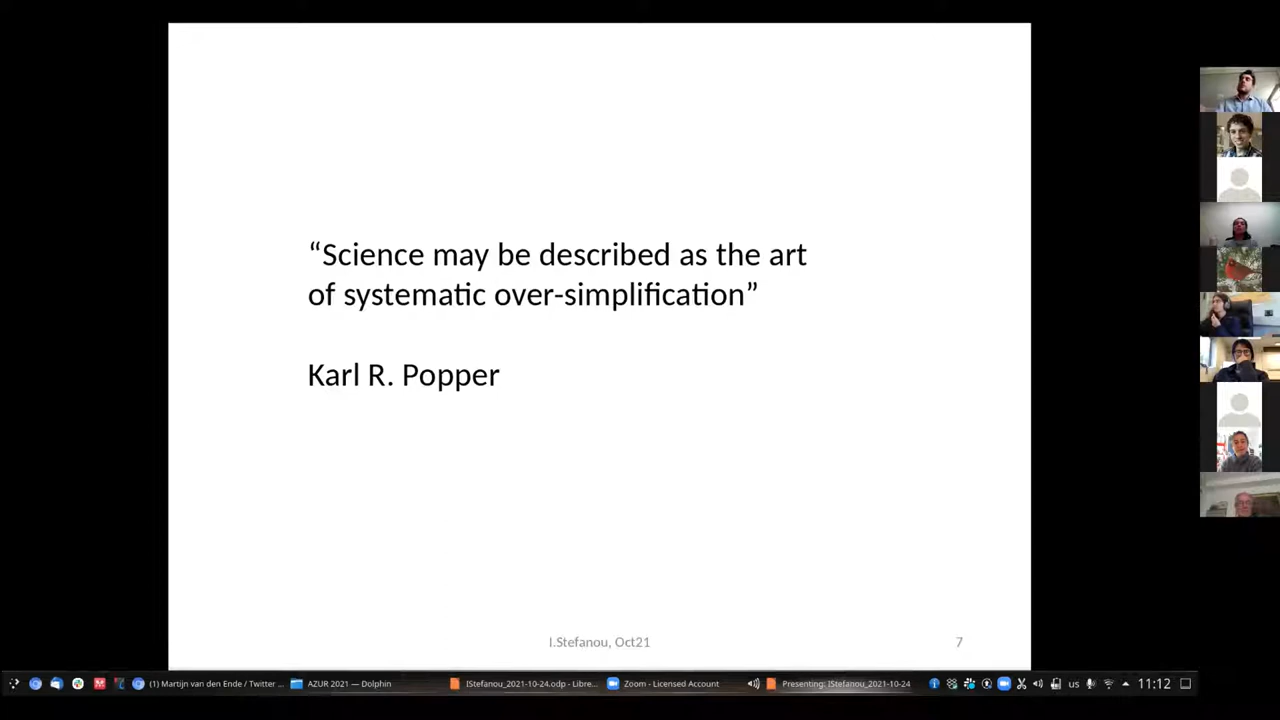 “Science may be described as the art
of systematic over-simplification”
Karl R. Popper
I.Stefanou, Oct21
7
(1) Martijn van den Ende / Twitter ...
AZUR 2021 — Dolphin
IStefanou_2021-10-24.odp - Libre...
Zoom - Licensed Account
Presenting: IStefanou_2021-10-24
us
11:12